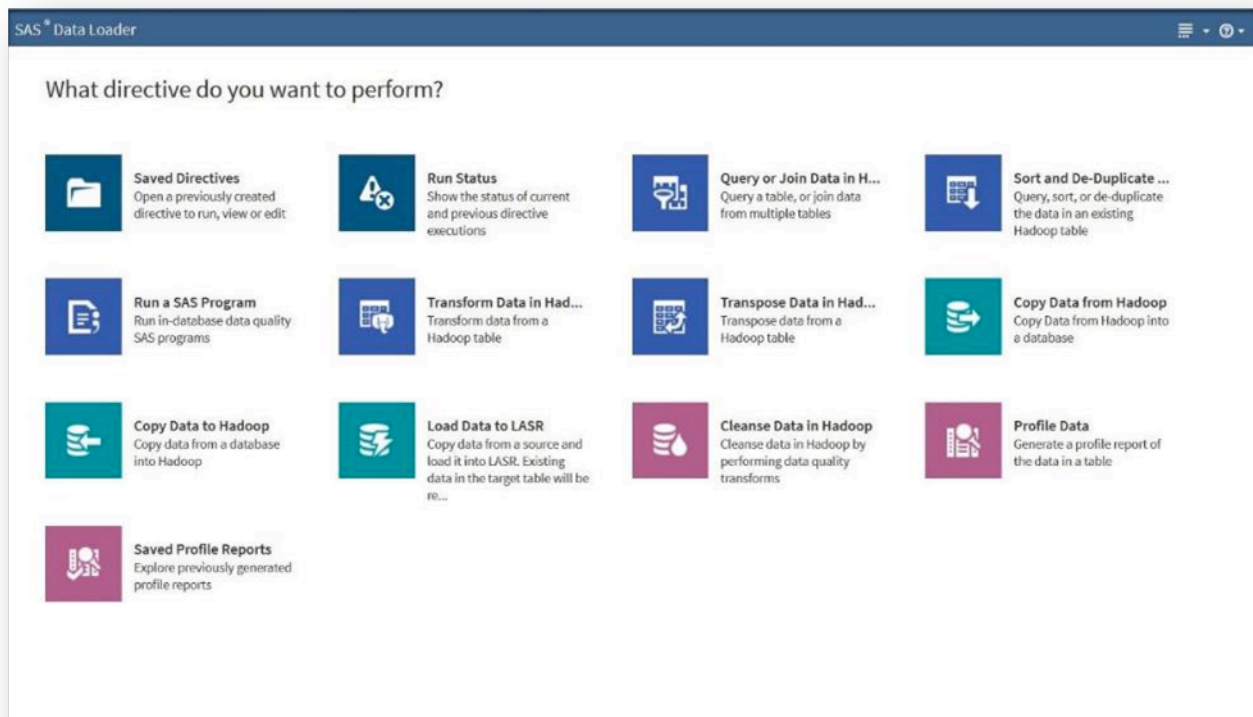 SAS® Data Loader
What directive do you want to perform?
Saved Directives
Open a previously created
directive to run, view or edit
Run Status
Show the status of current
and previous directive
executions
Query or Join Data in H...
Query a table, or join data
from multiple tables
Sort and De-Duplicate ...
Query, sort, or de-duplicate
the data in an existing
Hadoop table
Run a SAS Program
Run in-database data quality
SAS programs
Transform Data in Had...
Transform data from a
Hadoop table
Transpose Data in Had...
Transpose data from a
Hadoop table
Copy Data from Hadoop
Copy Data from Hadoop into
a database
Copy Data to Hadoop
Copy data from a database
into Hadoop
Load Data to LASR
Copy data from a source and
load it into LASR. Existing
data in the target table will be
re...
Cleanse Data in Hadoop
Cleanse data in Hadoop by
performing data quality
transforms
Profile Data
Generate a profile report of
the data in a table
Saved Profile Reports
Explore previously generated
profile reports